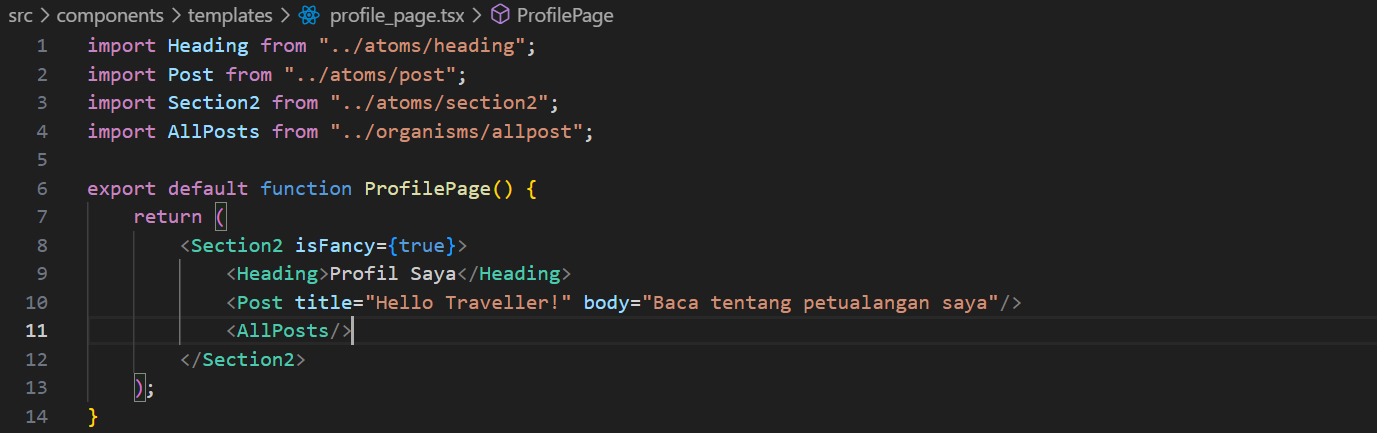 src > components > templates > profile_page.tsx > ProfilePage
1 import Heading from "../atoms/heading";
2 import Post from "../atoms/post";
3 import Section2 from "../atoms/section2";
4 import AllPosts from "../organisms/allpost";
5
6 export default function ProfilePage() {
7     return (
8         <Section2 isFancy={true}>
9             <Heading>Profil Saya</Heading>
10             <Post title="Hello Traveller!" body="Baca tentang petualangan saya"/>
11             <AllPosts/>
12         </Section2>
13     );
14 }